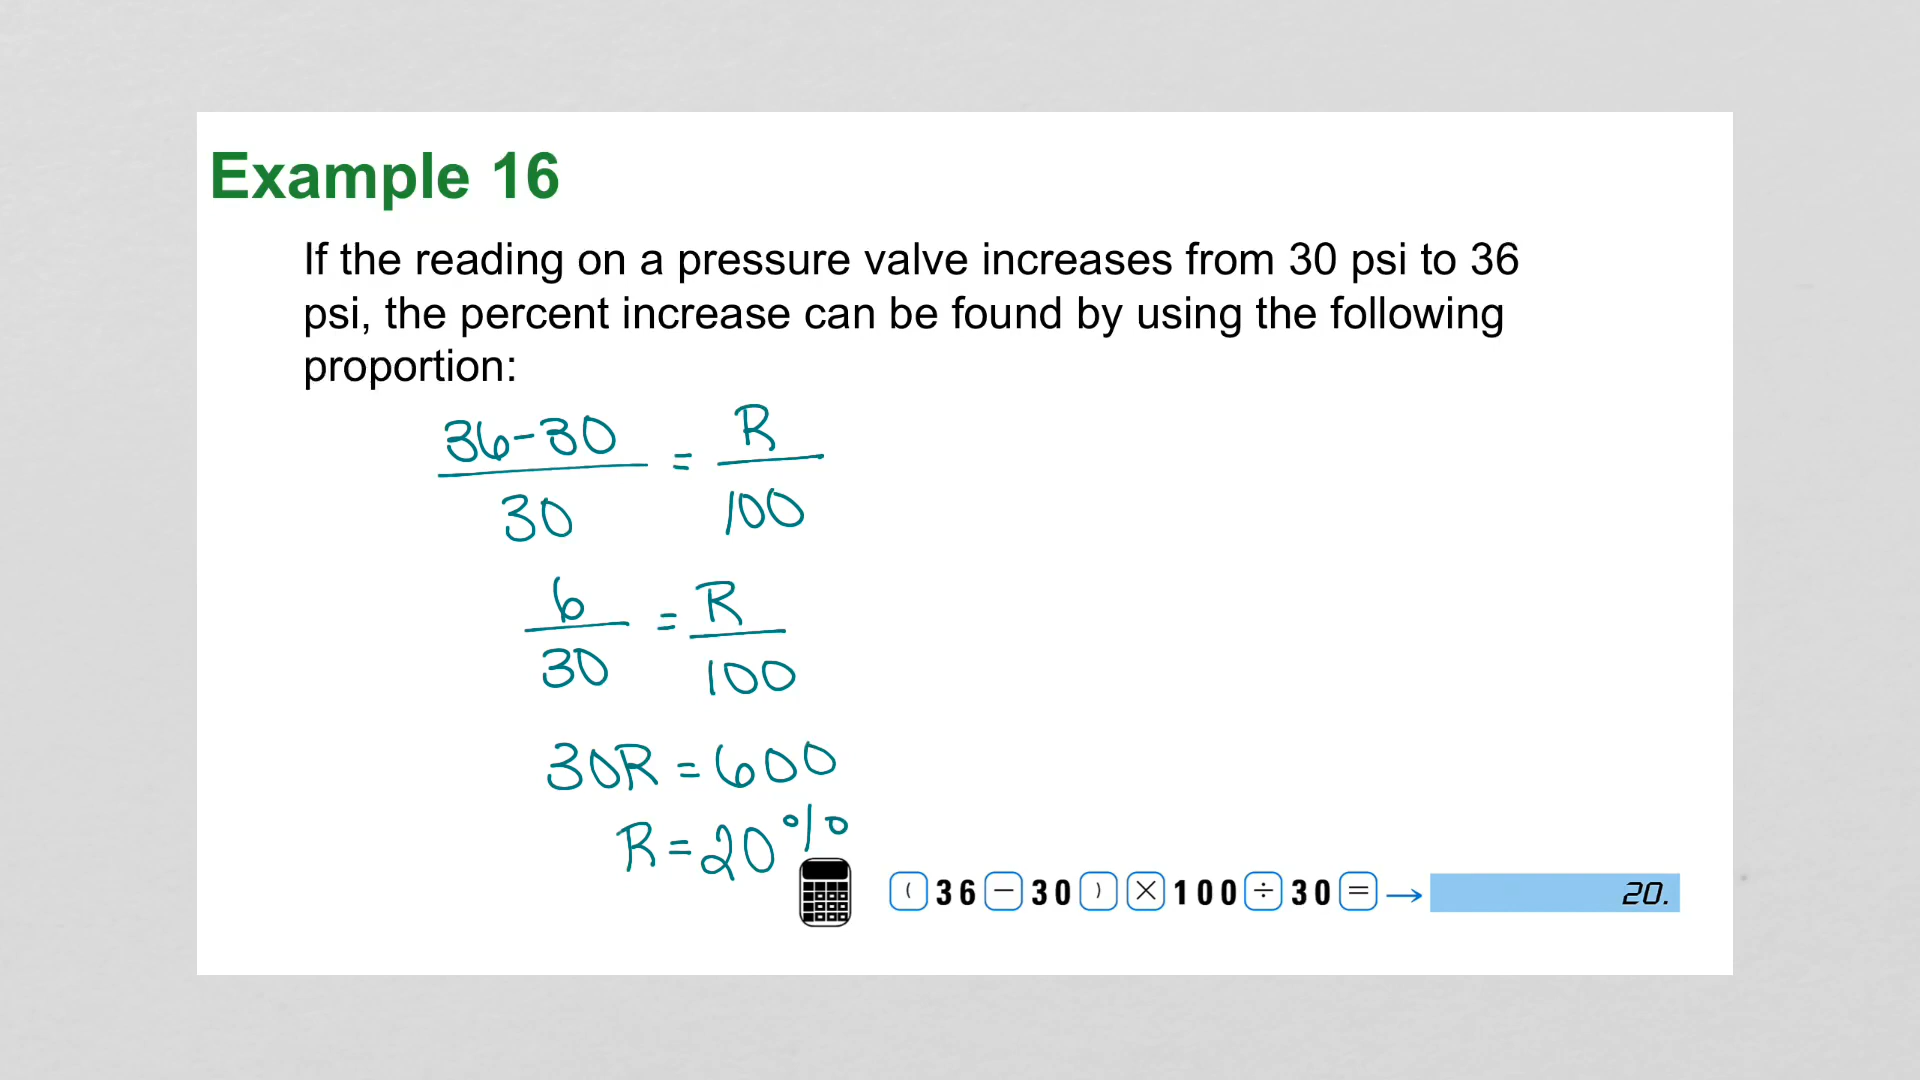 Example 16
If the reading on a pressure valve increases from 30 psi to 36
psi, the percent increase can be found by using the following
proportion:
36-30 = R
30 100
6 = R
30 100
30R = 600
R = 20%
( 36 − 30 ) × 100 ÷ 30 = → 20.